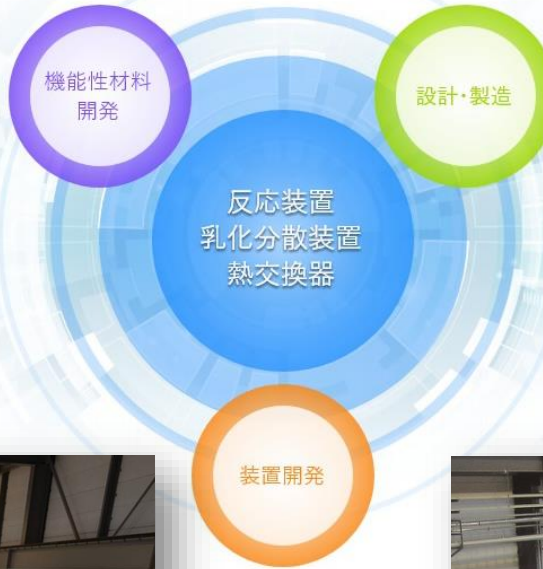 機能性材料
開発
設計・製造
反応装置
乳化分散装置
熱交換器
装置開発